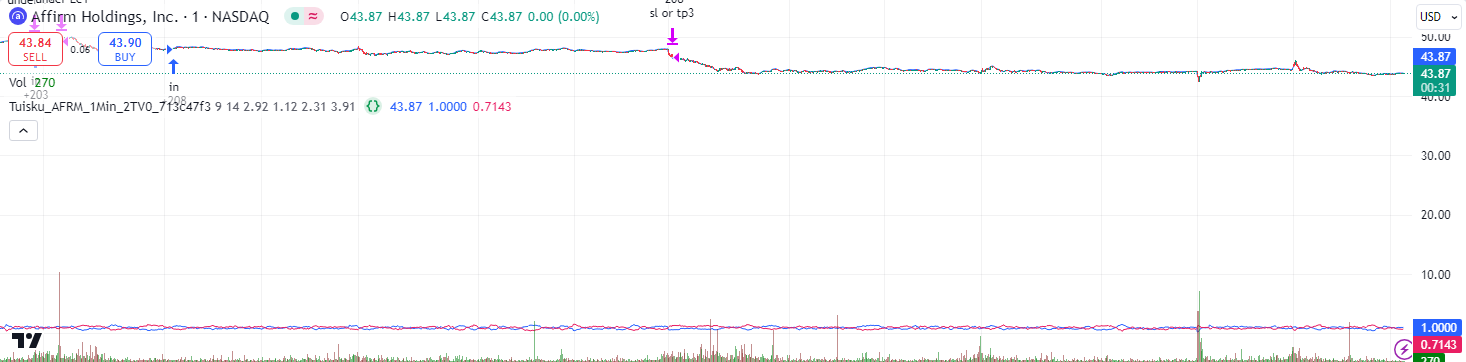 Affirm Holdings, Inc. · 1 · NASDAQ
O43.87 H43.87 L43.87 C43.87 0.00 (0.00%)
sl or tp3
USD
50.00
43.84
SELL
0.06
43.90
BUY
43.87
43.87
00:31
Vol 270
in
+203
40.00
Tuisku_AFRM_1Min_2TV0_713c47f3 9 14 2.92 1.12 2.31 3.91 {} 43.87 1.0000 0.7143
30.00
20.00
10.00
1.0000
0.7143
270